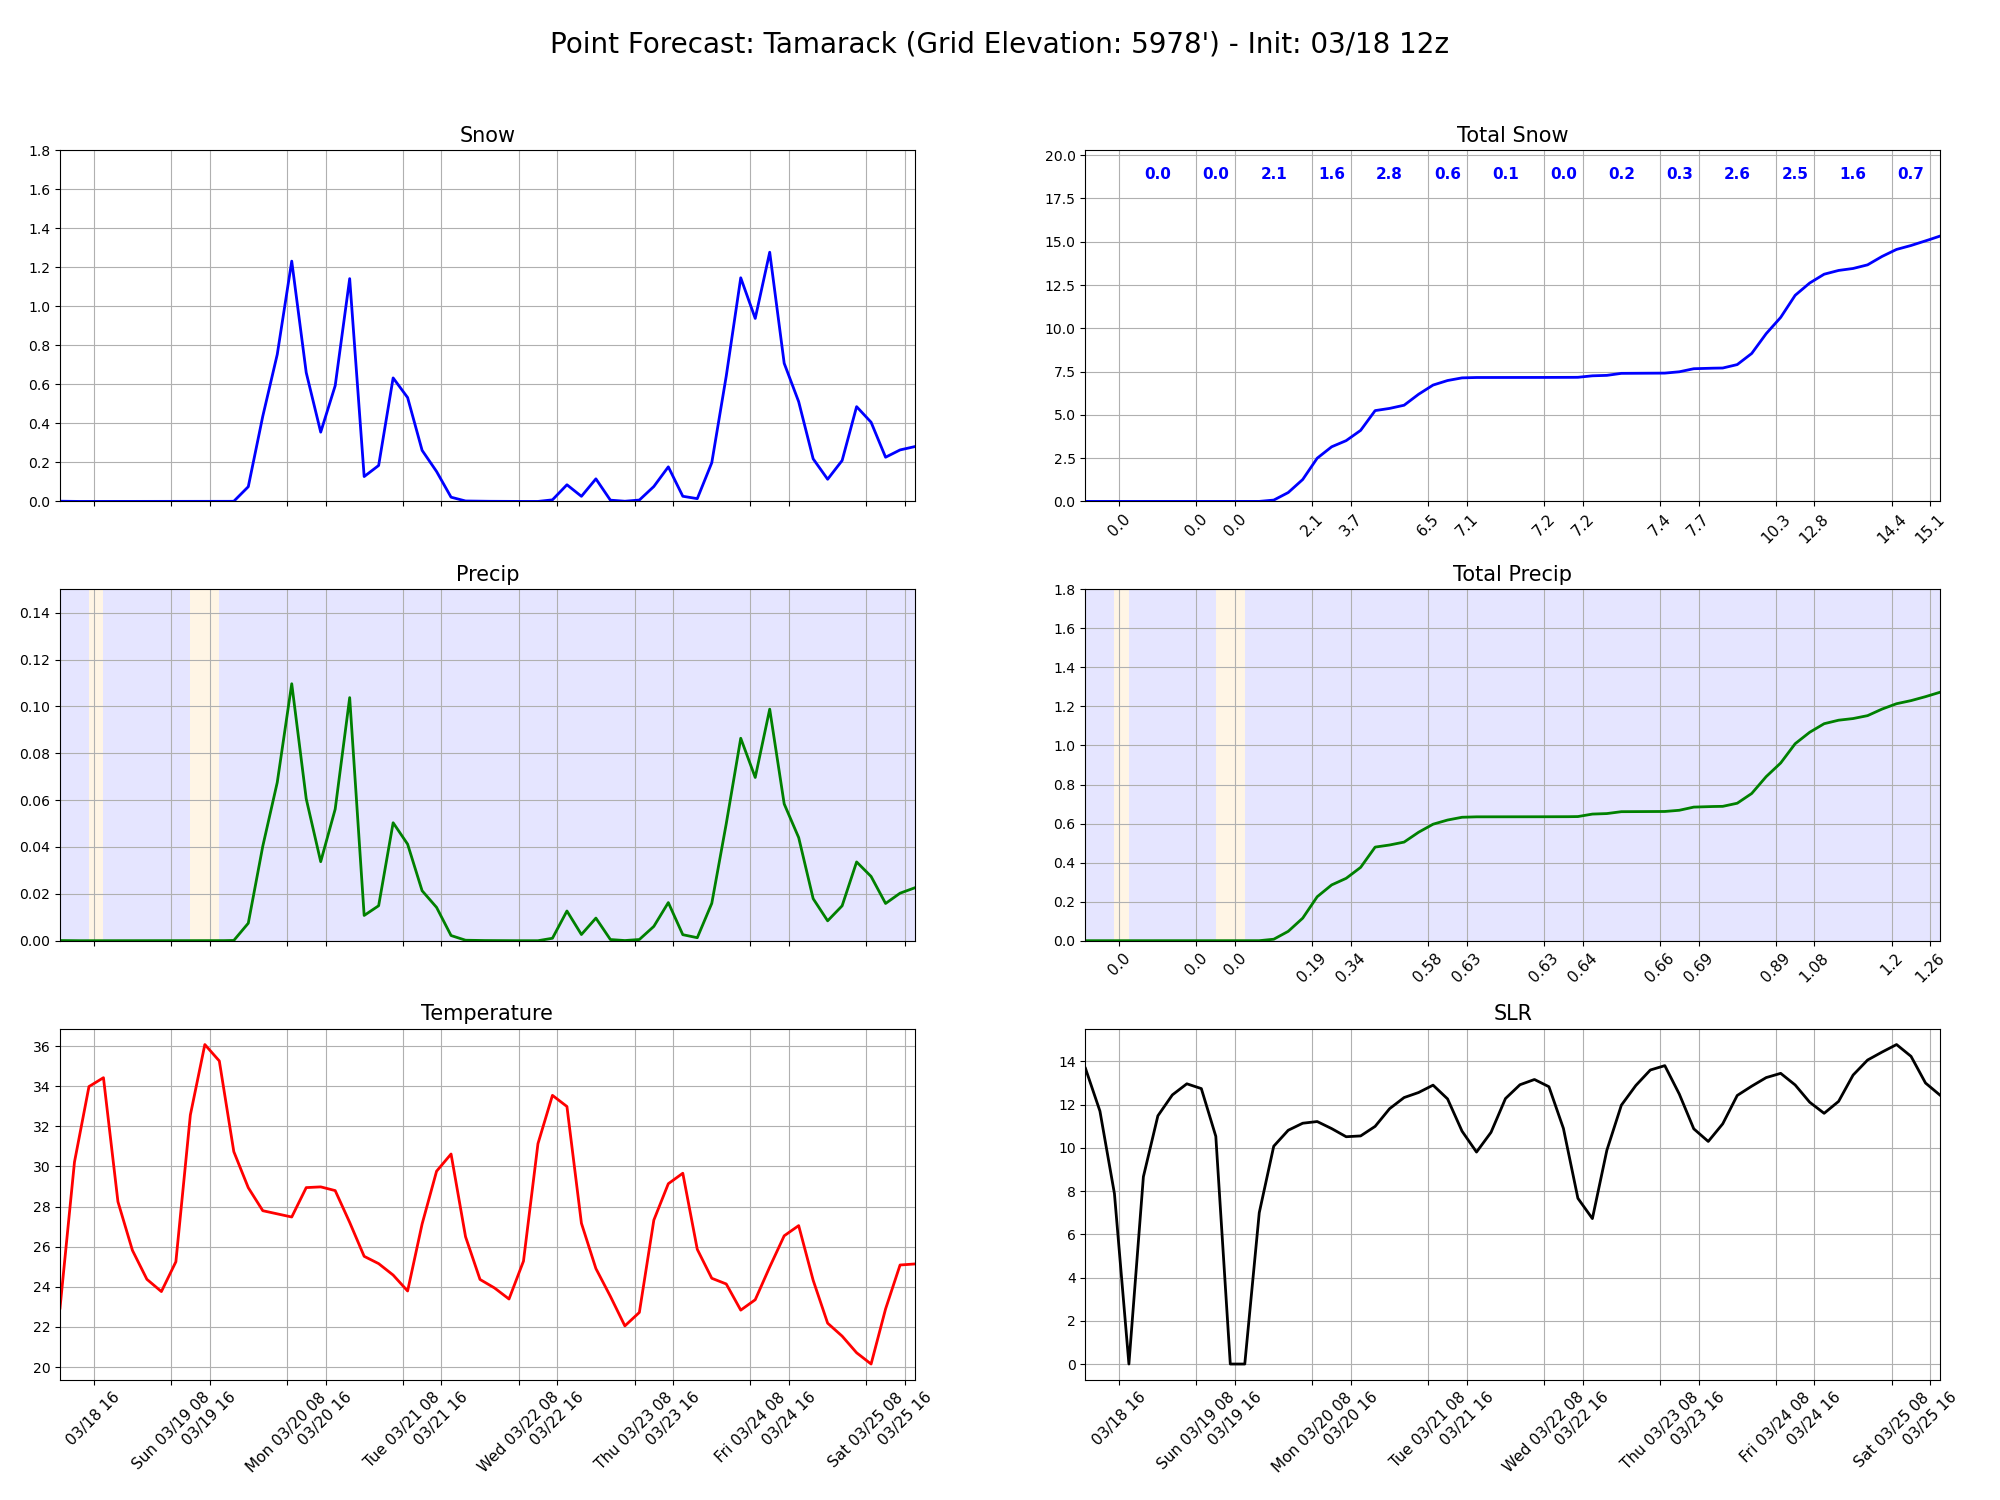 Point Forecast: Tamarack (Grid Elevation: 5978') - Init: 03/18 12z
Snow
1.8
1.6
1.4
1.2
1.0
0.8
0.6
0.4
0.2
0.0
Total Snow
20.0
17.5
15.0
12.5
10.0
7.5
5.0
2.5
0.0
0.0 0.0 2.1 1.6 2.8 0.6 0.1 0.0 0.2 0.3 2.6 2.5 1.6 0.7
0.0 0.0 0.0 2.1 3.7 6.5 7.1 7.2 7.2 7.4 7.7 10.3 12.8 14.4 15.1
Precip
0.14
0.12
0.10
0.08
0.06
0.04
0.02
0.00
Total Precip
1.8
1.6
1.4
1.2
1.0
0.8
0.6
0.4
0.2
0.0
0.0 0.0 0.0 0.19 0.34 0.58 0.63 0.63 0.64 0.66 0.69 0.89 1.08 1.2 1.26
Temperature
36
34
32
30
28
26
24
22
20
03/18 16
Sun 03/19 08
03/19 16
Mon 03/20 08
03/20 16
Tue 03/21 08
03/21 16
Wed 03/22 08
03/22 16
Thu 03/23 08
03/23 16
Fri 03/24 08
03/24 16
Sat 03/25 08
03/25 16
SLR
14
12
10
8
6
4
2
0
03/18 16
Sun 03/19 08
03/19 16
Mon 03/20 08
03/20 16
Tue 03/21 08
03/21 16
Wed 03/22 08
03/22 16
Thu 03/23 08
03/23 16
Fri 03/24 08
03/24 16
Sat 03/25 08
03/25 16